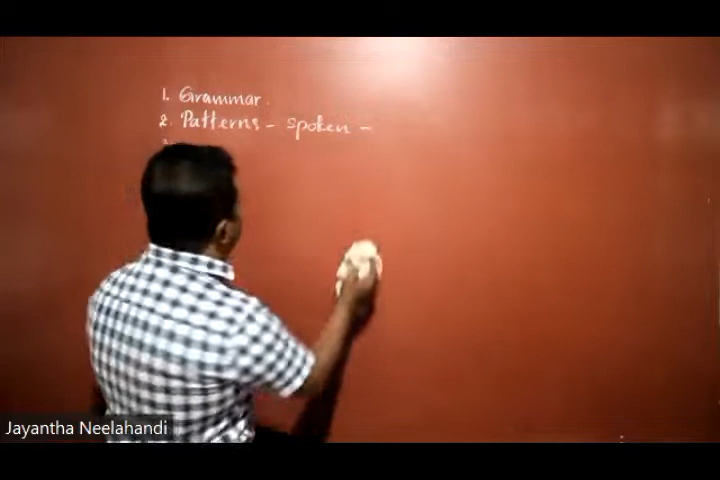 1. Grammar.
2. Patterns - spoken -
Jayantha Neelahandi